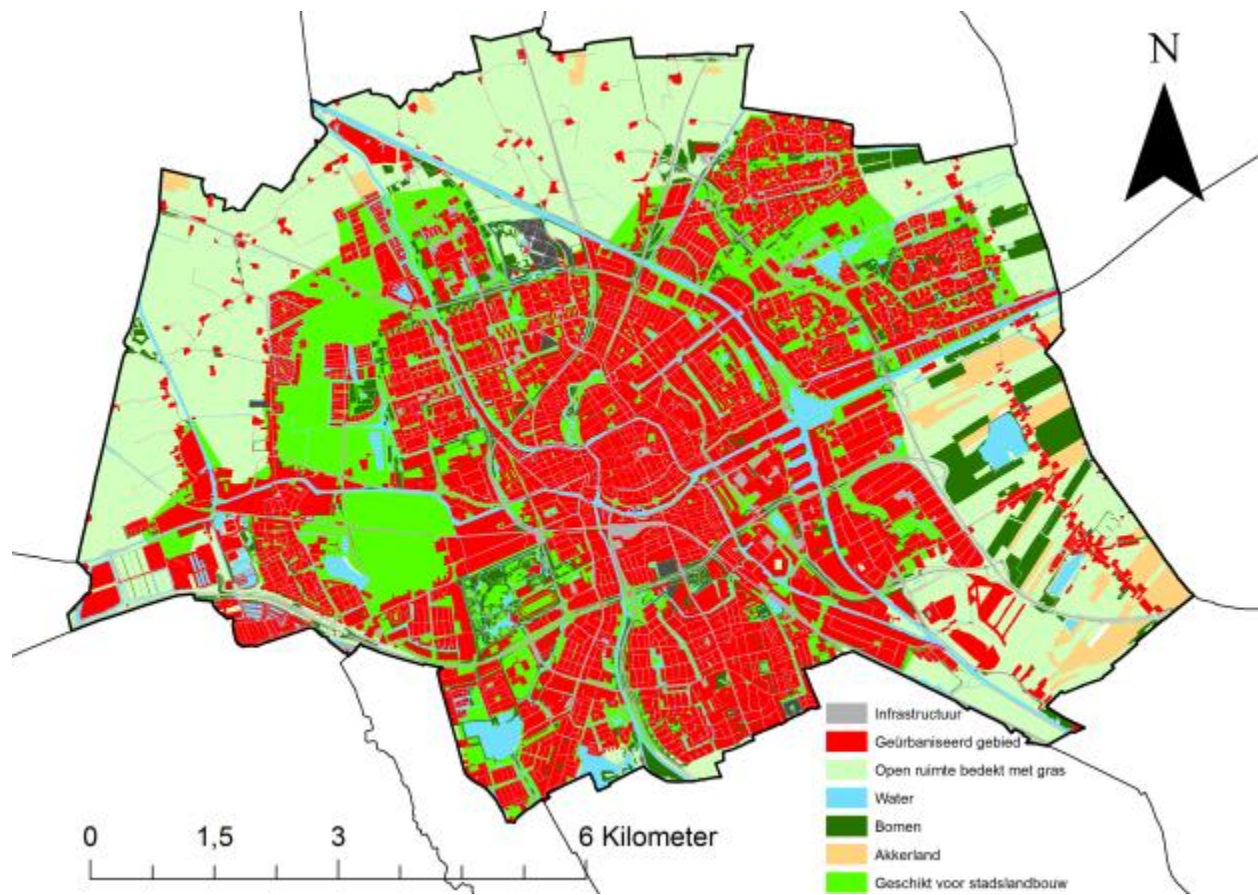 N
Infrastructuur
Geürbaniseerd gebied
Open ruimte bedekt met gras
Water
Bomen
Akkerland
Geschikt voor stadslandbouw
0 1,5 3 6 Kilometer